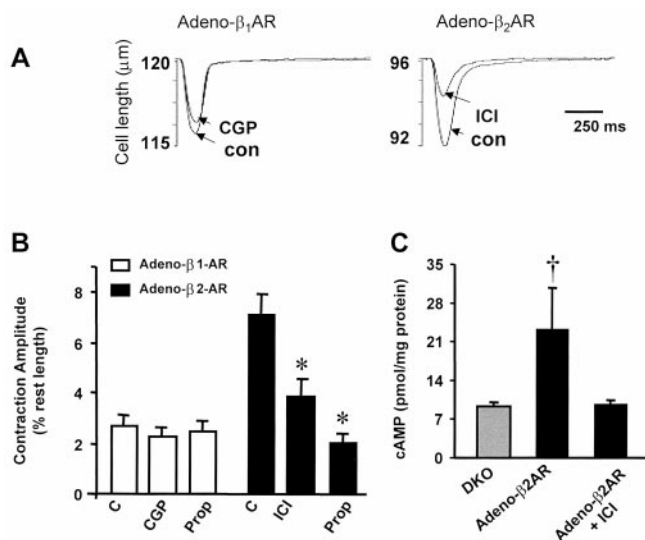 Adeno-β₁AR
Adeno-β₂AR
A
Cell length (μm)
120
115
CGP
con
96
92
ICI
con
250 ms
B
Adeno-β1-AR
Adeno-β2-AR
Contraction Amplitude
(% rest length)
8
6
4
2
0
*
*
C
CGP
Prop
C
ICI
Prop
C
†
cAMP (pmol/mg protein)
35
28
21
14
7
0
DKO
Adeno-β2AR
Adeno-β2AR
+ ICI